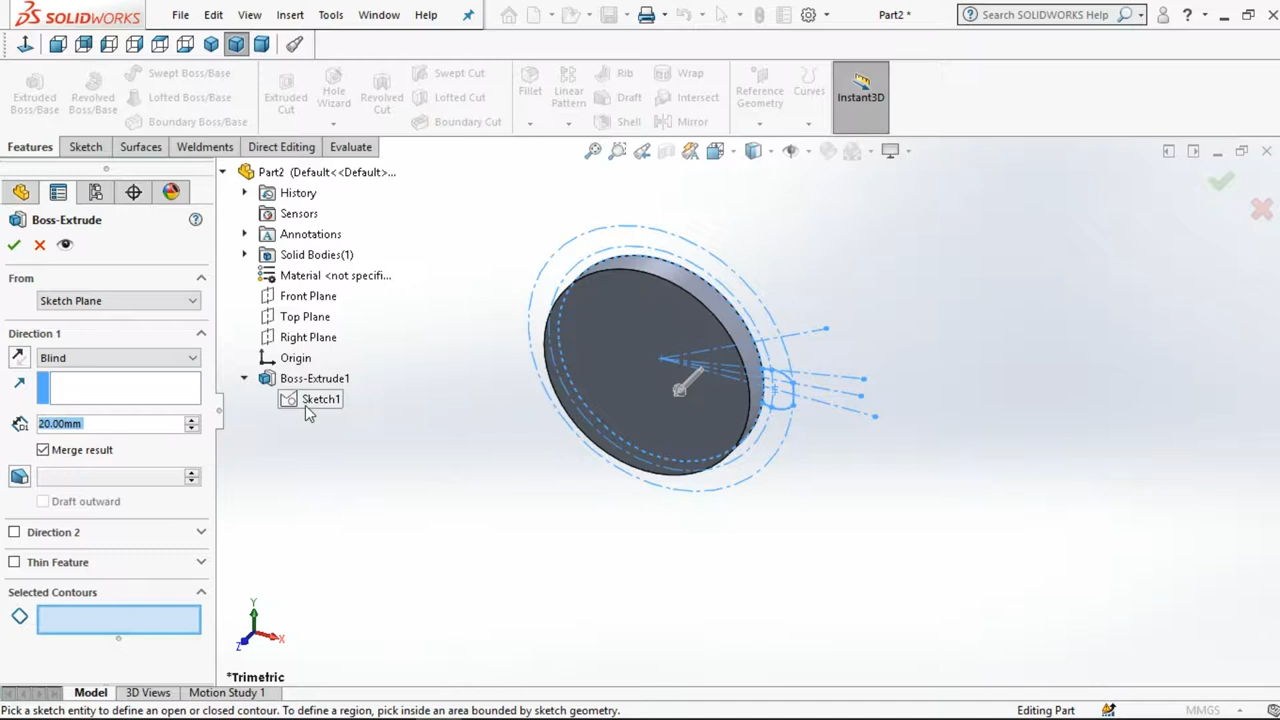 SOLIDWORKS File Edit View Insert Tools Window Help Part2 * Search SOLIDWORKS Help ?
Extruded Boss/Base Revolved Boss/Base Swept Boss/Base Lofted Boss/Base Boundary Boss/Base Extruded Cut Hole Wizard Revolved Cut Swept Cut Lofted Cut Boundary Cut Fillet Linear Pattern Rib Draft Shell Wrap Intersect Mirror Reference Geometry Curves Instant3D
Features Sketch Surfaces Weldments Direct Editing Evaluate
Boss-Extrude ?
From
Sketch Plane
Direction 1
Blind
D1
20.00mm
Merge result
Draft outward
Direction 2
Thin Feature
Selected Contours
Part2 (Default<<Default>...
History
Sensors
Annotations
Solid Bodies(1)
Material <not specifi...
Front Plane
Top Plane
Right Plane
Origin
Boss-Extrude1
Sketch1
Y
X
Z
*Trimetric
Model 3D Views Motion Study 1
Pick a sketch entity to define an open or closed contour. To define a region, pick inside an area bounded by sketch geometry. Editing Part MMGS